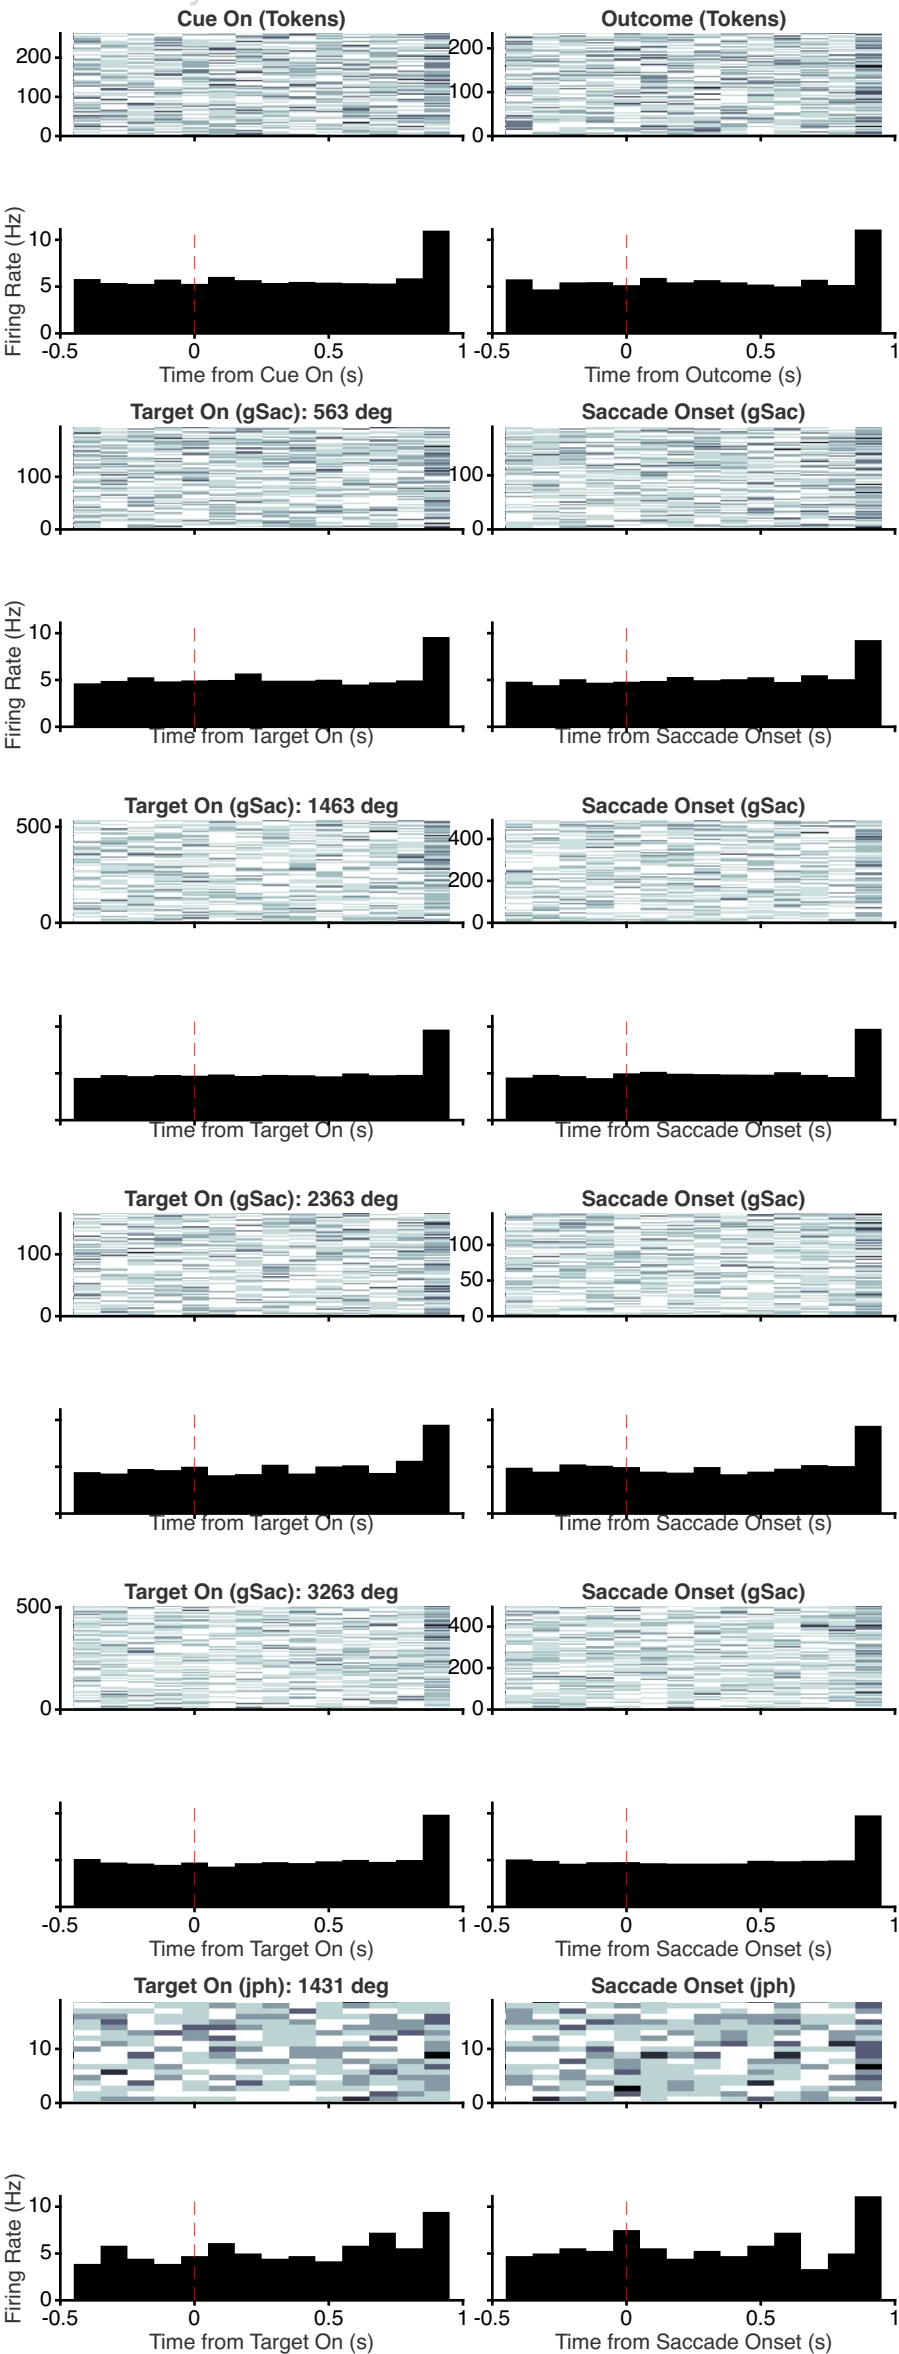 Cue On (Tokens) Outcome (Tokens)
200 200
100 100
0 0
Firing Rate (Hz)
10
5
0
-0.5 0 0.5 1 -0.5 0 0.5 1
Time from Cue On (s) Time from Outcome (s)
Target On (gSac): 563 deg Saccade Onset (gSac)
100 100
0 0
Firing Rate (Hz)
10
5
0
Time from Target On (s) Time from Saccade Onset (s)
Target On (gSac): 1463 deg Saccade Onset (gSac)
500 400
200
0 0
Time from Target On (s) Time from Saccade Onset (s)
Target On (gSac): 2363 deg Saccade Onset (gSac)
100 100
50
0 0
Time from Target On (s) Time from Saccade Onset (s)
Target On (gSac): 3263 deg Saccade Onset (gSac)
500 400
200
0 0
-0.5 0 0.5 1 -0.5 0 0.5 1
Time from Target On (s) Time from Saccade Onset (s)
Target On (jph): 1431 deg Saccade Onset (jph)
10 10
0 0
Firing Rate (Hz)
10
5
0
-0.5 0 0.5 1 -0.5 0 0.5 1
Time from Target On (s) Time from Saccade Onset (s)